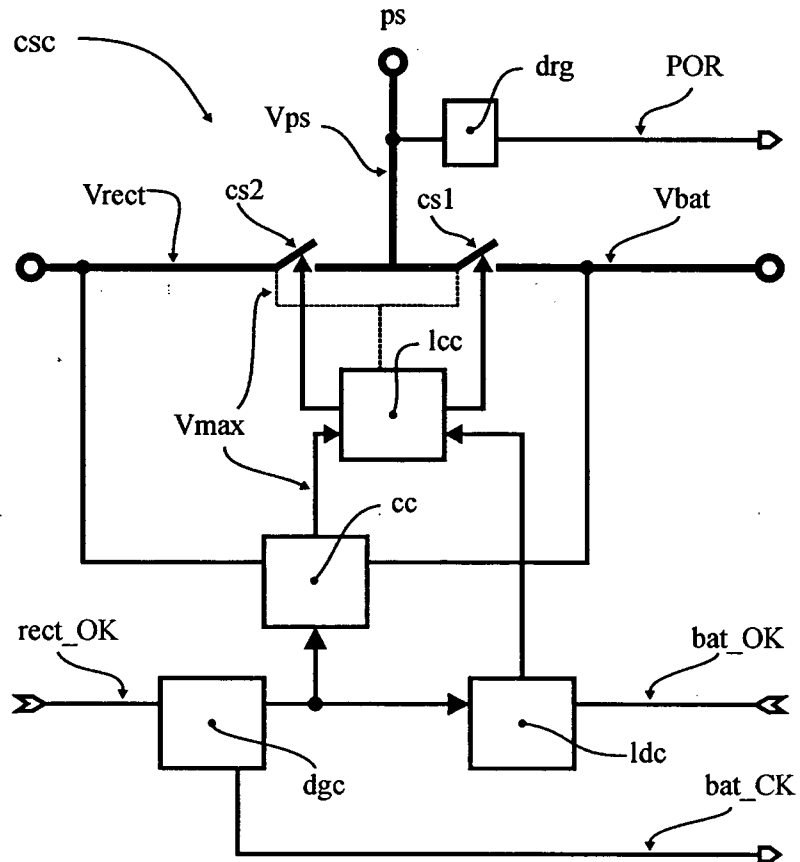 ps
csc
drg
POR
Vps
Vrect
cs2
cs1
Vbat
lcc
Vmax
cc
rect_OK
bat_OK
dgc
ldc
bat_CK